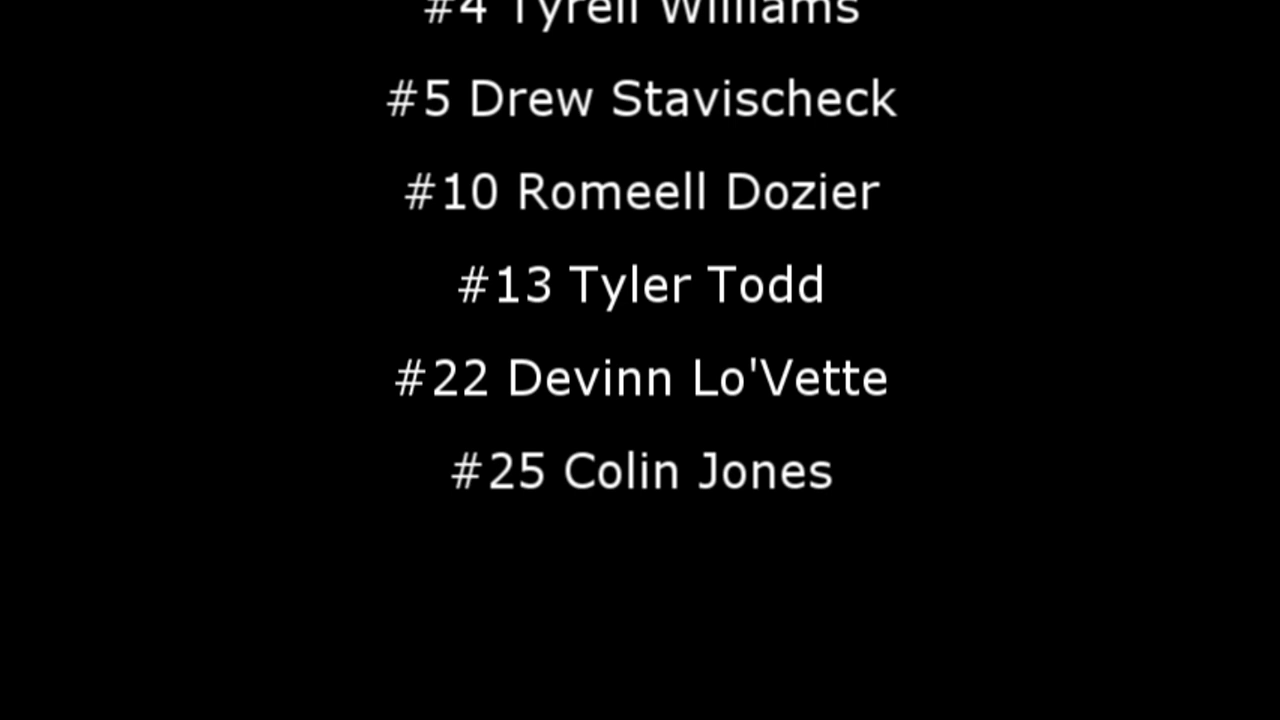 #4 Tyrell Williams
#5 Drew Stavischeck
#10 Romeell Dozier
#13 Tyler Todd
#22 Devinn Lo'Vette
#25 Colin Jones